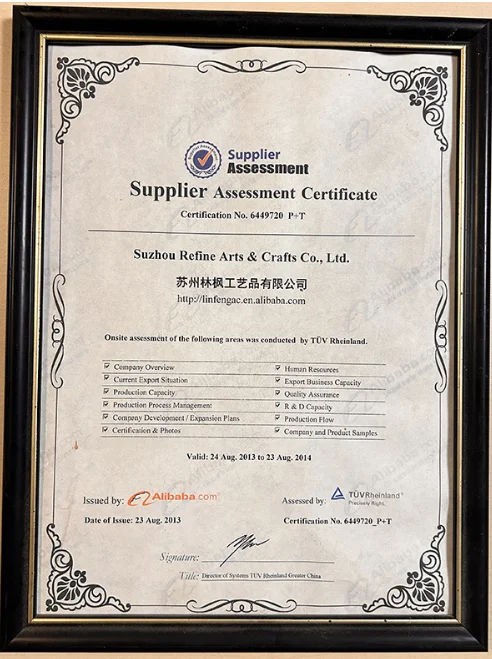 Supplier
Assessment
Supplier Assessment Certificate
Certification No. 6449720 P+T
Suzhou Refine Arts & Crafts Co., Ltd.
苏州林枫工艺品有限公司
http://linfengac.en.alibaba.com
Onsite assessment of the following areas was conducted by TÜV Rheinland.
Company Overview
Human Resources
Current Export Situation
Export Business Capacity
Production Capacity
Quality Assurance
Production Process Management
R & D Capacity
Company Development / Expansion Plans
Production Flow
Certification & Photos
Company and Product Samples
Valid: 24 Aug. 2013 to 23 Aug. 2014
Issued by: Alibaba.com
Assessed by: TÜVRheinland®
Precisely Right.
Date of Issue: 23 Aug. 2013
Certification No. 6449720_P+T
Signature:
Title: Director of Systems TÜV Rheinland Greater China